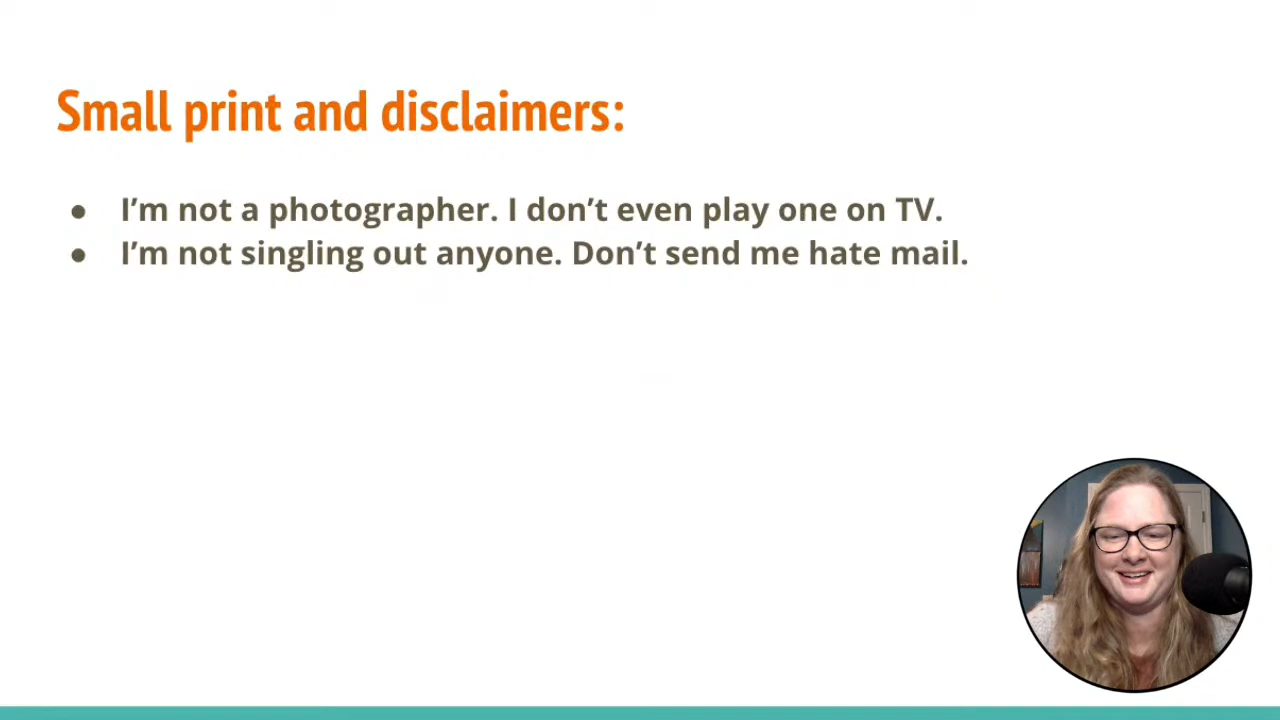 Small print and disclaimers:
● I’m not a photographer. I don’t even play one on TV.
● I’m not singling out anyone. Don’t send me hate mail.